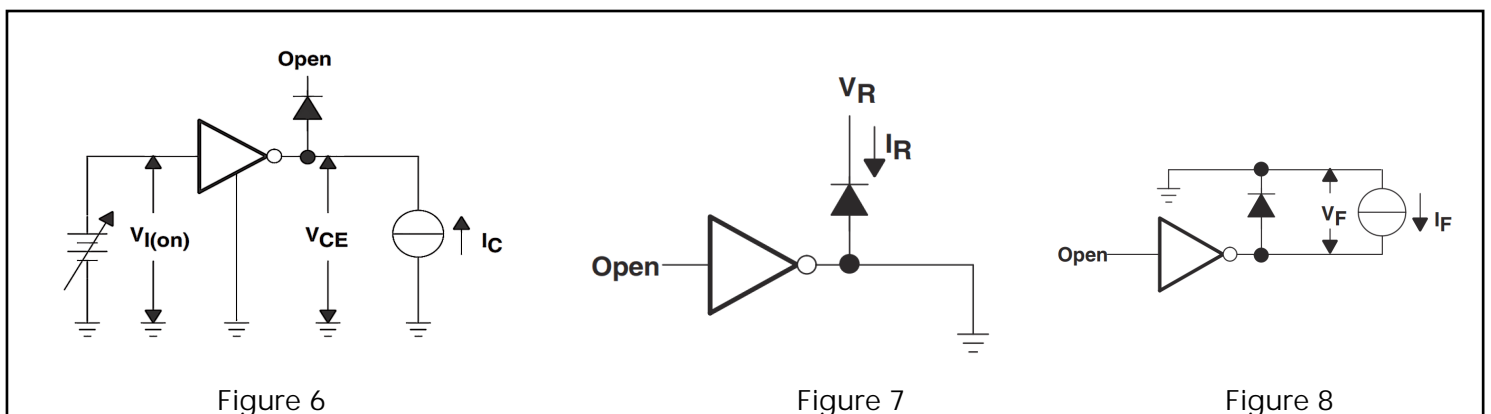 Open
V_I(on)
V_CE
I_C
Figure 6
V_R
I_R
Open
Figure 7
V_F
I_F
Open
Figure 8